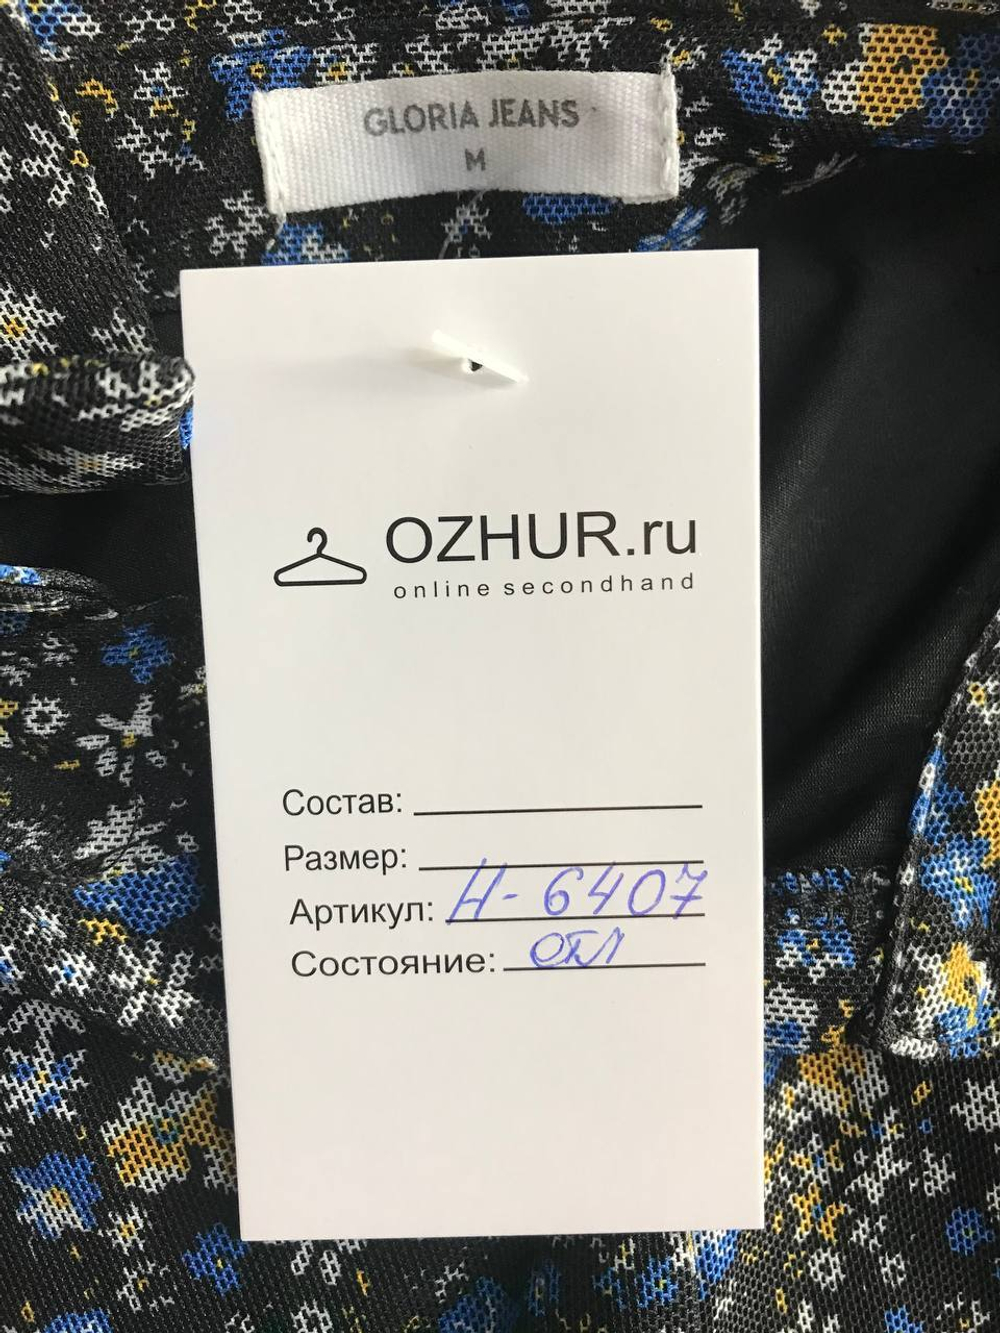 GLORIA JEANS
M
OZHUR.ru
online secondhand
Состав:
Размер:
Артикул: Н-6407
Состояние: отл